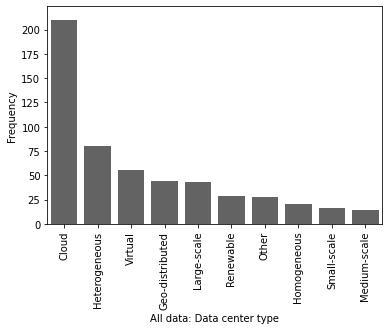 200
175
150
125
100
75
50
25
0
Frequency
Cloud
Heterogeneous
Virtual
Geo-distributed
Large-scale
Renewable
Other
Homogeneous
Small-scale
Medium-scale
All data: Data center type